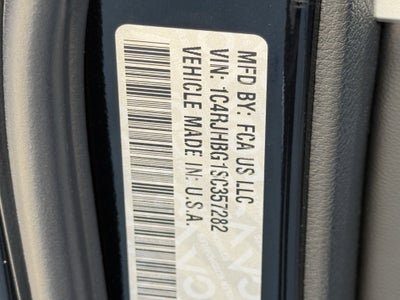 MFD BY: FCA US LLC
VIN: 1C4RJHBG1SC357282
VEHICLE MADE IN: U.S.A.